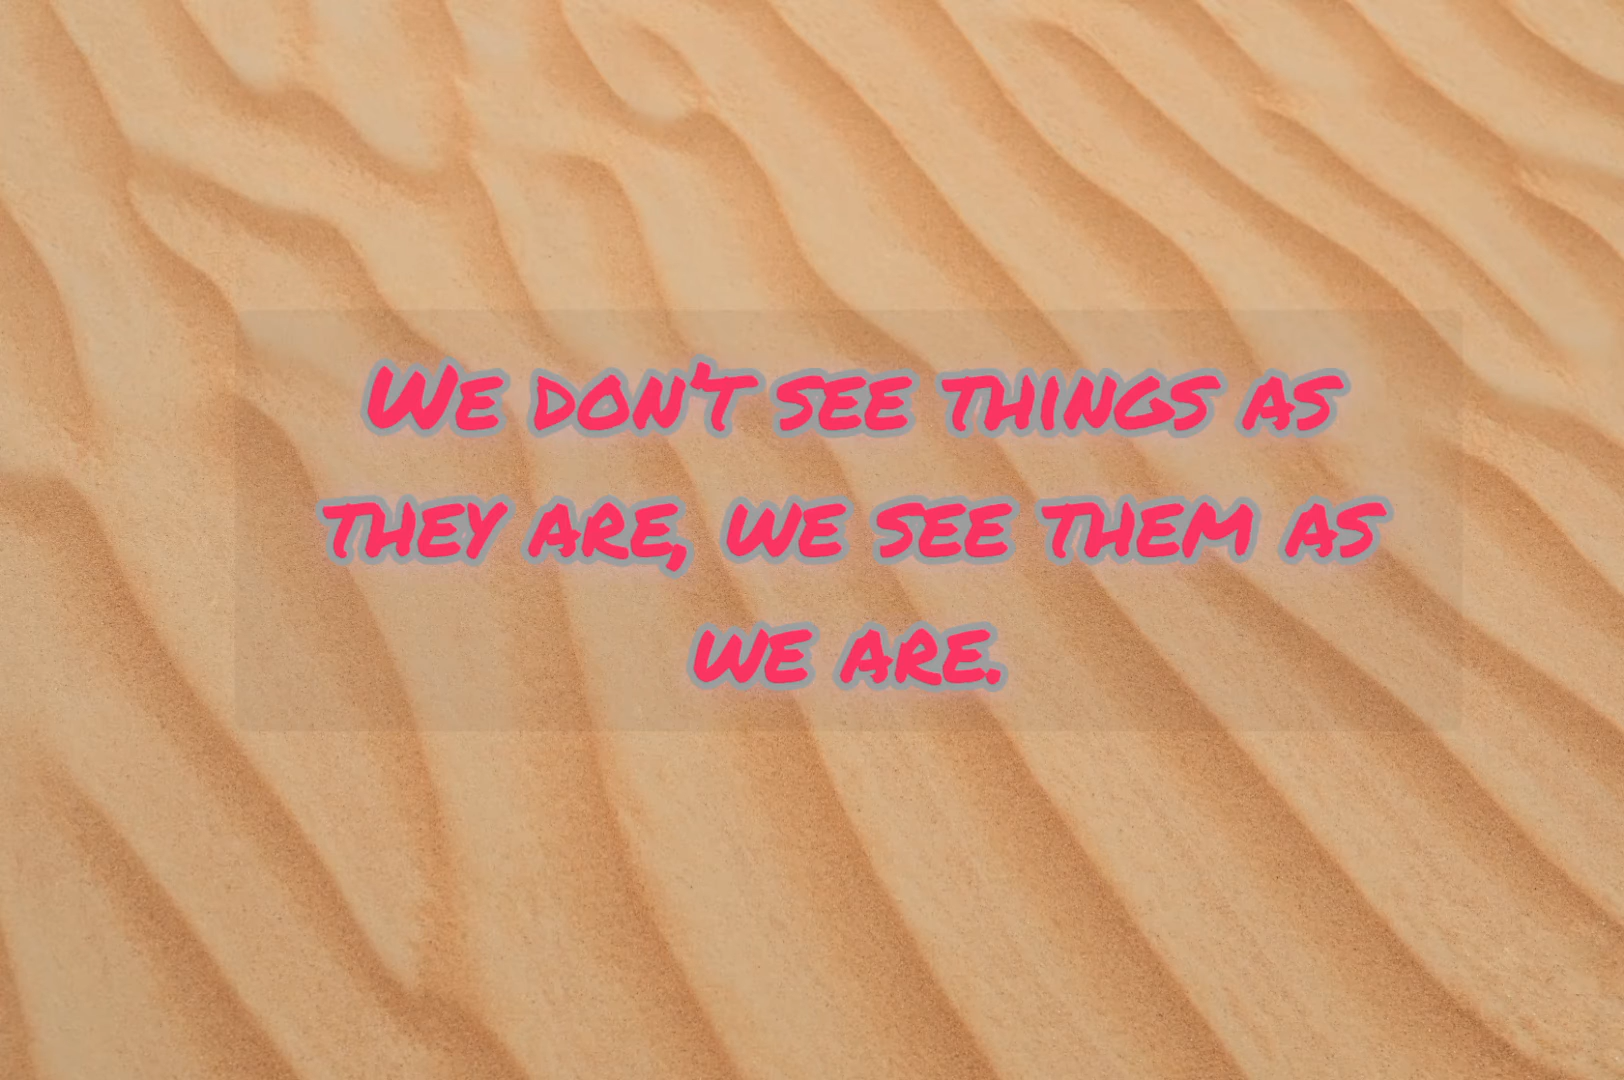 We don't see things as
they are, we see them as
we are.